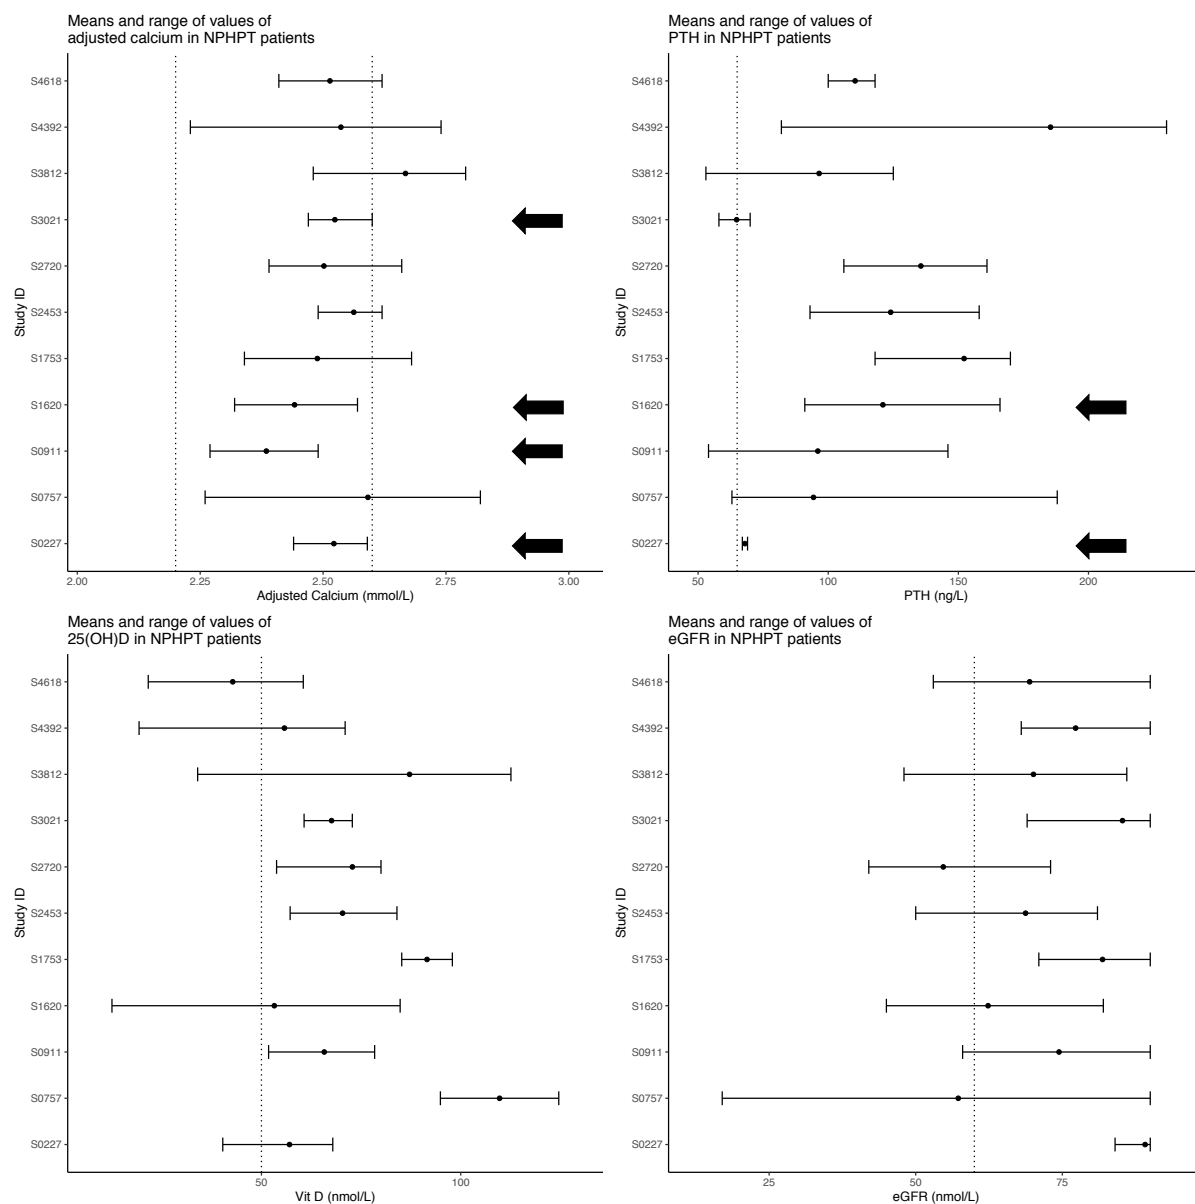 Means and range of values of
adjusted calcium in NPHPT patients
Study ID
S4618
S4392
S3812
S3021
S2720
S2453
S1753
S1620
S0911
S0757
S0227
2.00 2.25 2.50 2.75 3.00
Adjusted Calcium (mmol/L)
Means and range of values of
PTH in NPHPT patients
Study ID
S4618
S4392
S3812
S3021
S2720
S2453
S1753
S1620
S0911
S0757
S0227
50 100 150 200
PTH (ng/L)
Means and range of values of
25(OH)D in NPHPT patients
Study ID
S4618
S4392
S3812
S3021
S2720
S2453
S1753
S1620
S0911
S0757
S0227
50 100
Vit D (nmol/L)
Means and range of values of
eGFR in NPHPT patients
Study ID
S4618
S4392
S3812
S3021
S2720
S2453
S1753
S1620
S0911
S0757
S0227
25 50 75
eGFR (nmol/L)